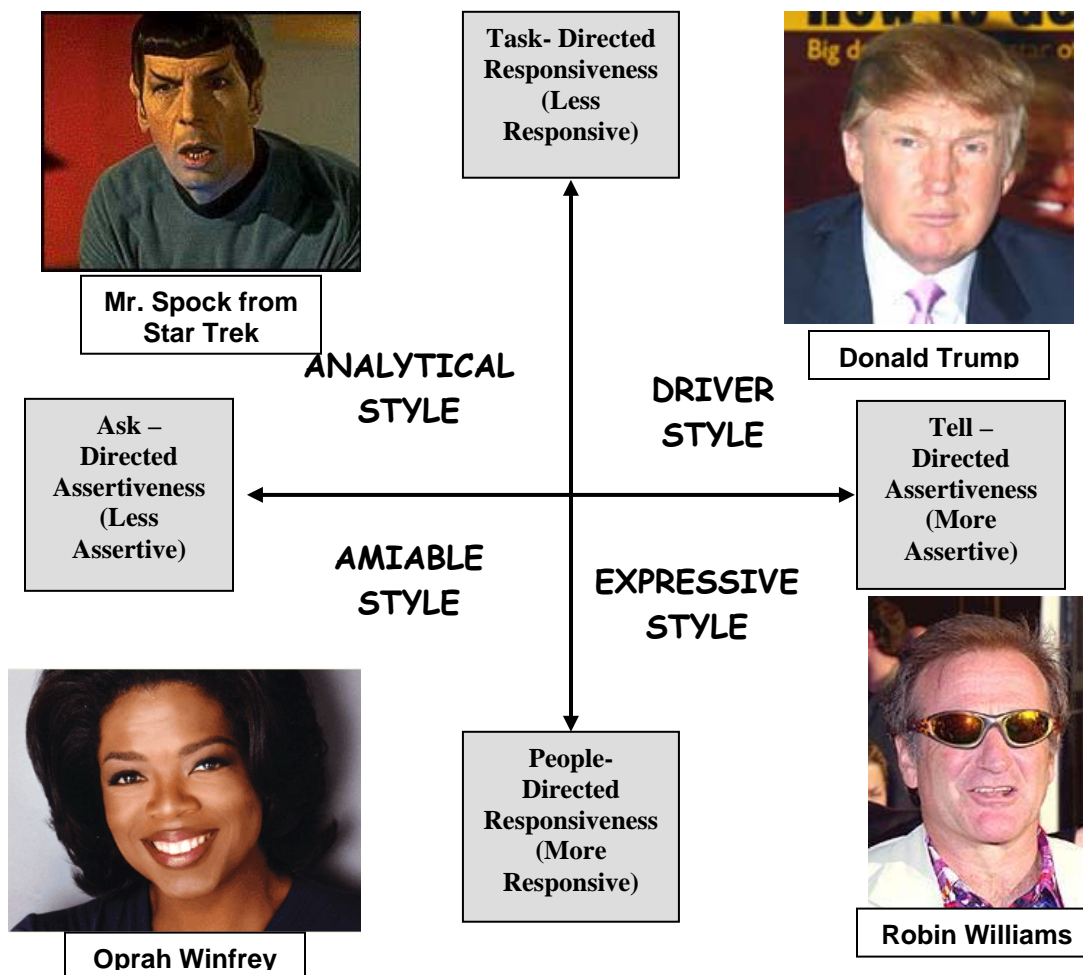 Task- Directed
Responsiveness
(Less
Responsive)
Big d
Mr. Spock from
Star Trek
Donald Trump
ANALYTICAL
STYLE
DRIVER
STYLE
Ask –
Directed
Assertiveness
(Less
Assertive)
Tell –
Directed
Assertiveness
(More
Assertive)
AMIABLE
STYLE
EXPRESSIVE
STYLE
People-
Directed
Responsiveness
(More
Responsive)
Oprah Winfrey
Robin Williams